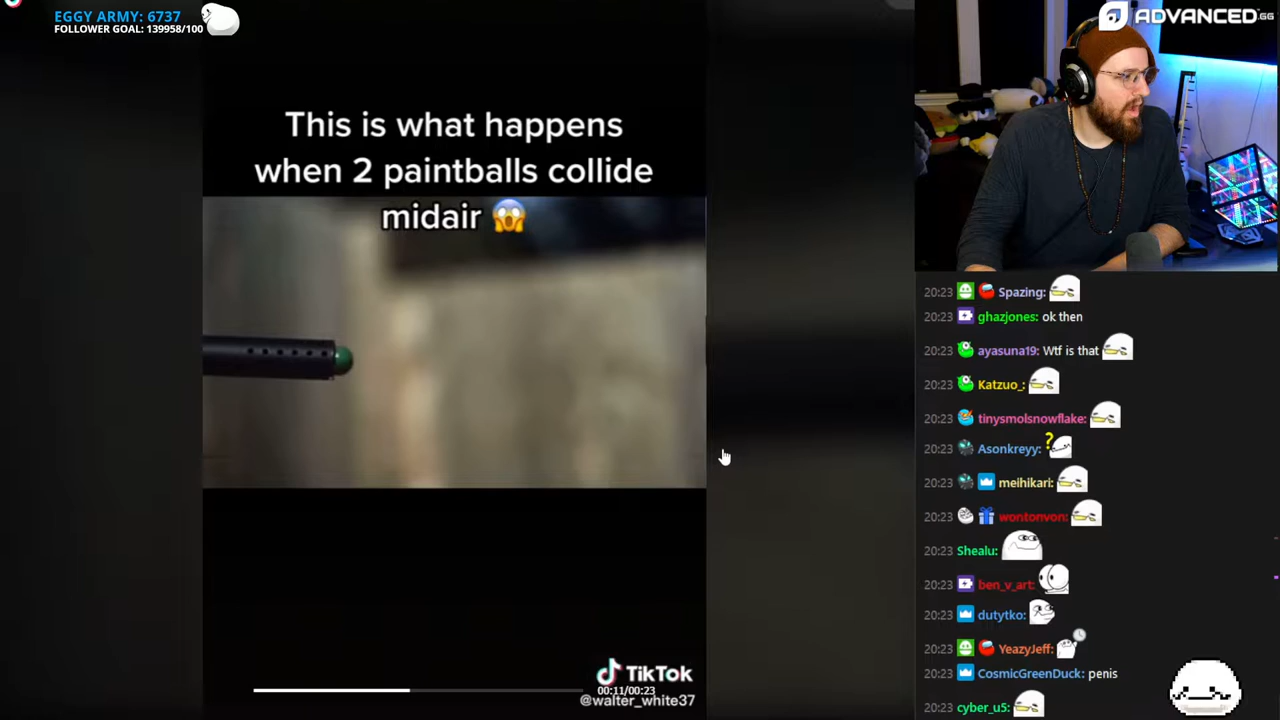 EGGY ARMY: 6737
FOLLOWER GOAL: 139958/100
ADVANCED.GG
This is what happens
when 2 paintballs collide
midair 😱
20:23 Spazing:
20:23 ghazjones: ok then
20:23 ayasuna19: Wtf is that
20:23 Katzuo_:
20:23 tinysmolsnowflake:
20:23 Asonkreyy: ?
20:23 meihikari:
20:23 wontonvon:
20:23 Shealu:
20:23 ben_v_art:
20:23 dutytko:
20:23 YeazyJeff:
20:23 CosmicGreenDuck: penis
20:23 cyber_u5:
TikTok
00:11/00:23
@walter_white37